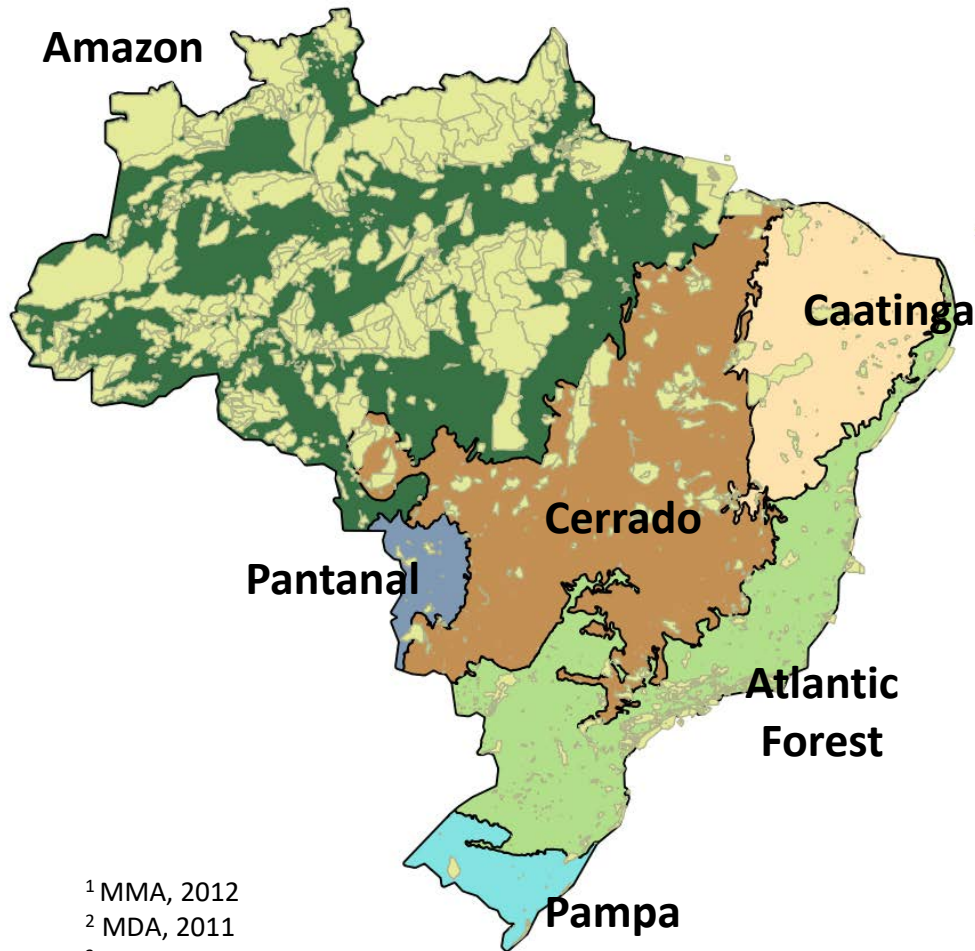 Amazon
Caatinga
Cerrado
Pantanal
Atlantic
Forest
¹ MMA, 2012
² MDA, 2011
Pampa